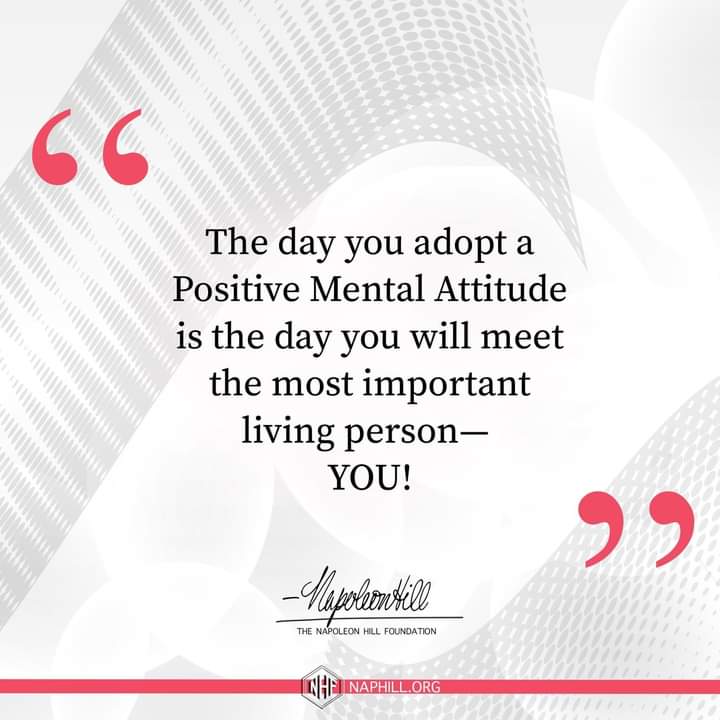 “
The day you adopt a
Positive Mental Attitude
is the day you will meet
the most important
living person—
YOU!
”
–Napoleon Hill
THE NAPOLEON HILL FOUNDATION
NHF NAPHILL.ORG